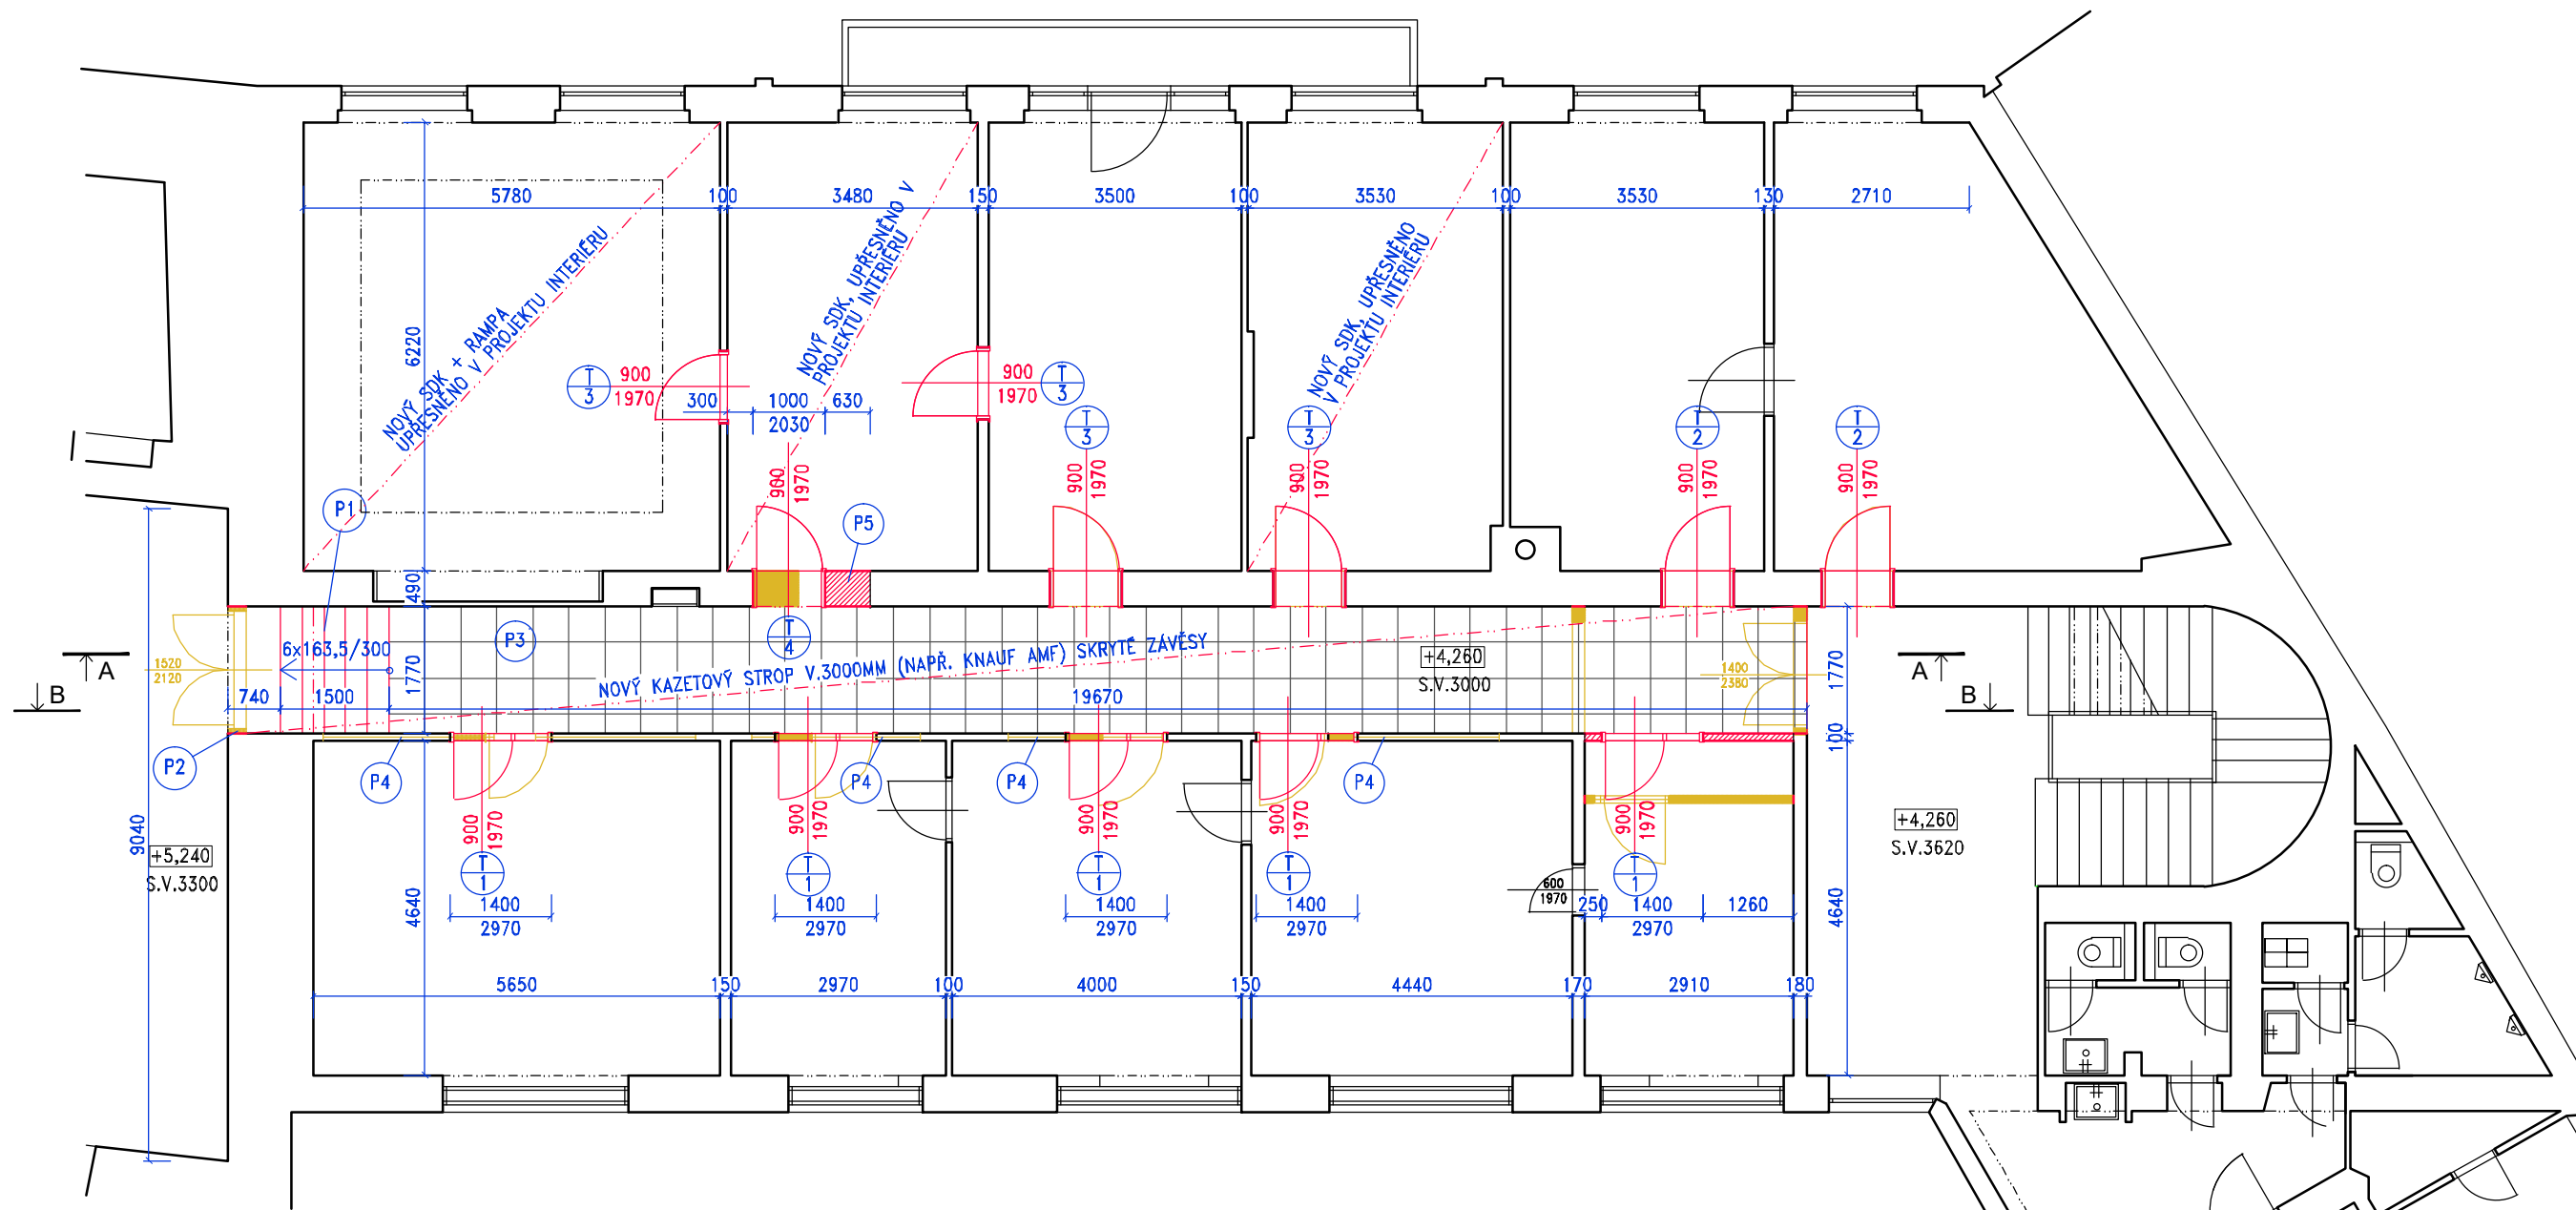 5780
100
3480
150
3500
100
3530
100
3530
130
2710
NOVÝ SDK + RAMPA
UPŘESNĚNO V PROJEKTU INTERIÉRU
NOVÝ SDK, UPŘESNĚNO V
PROJEKTU INTERIÉRU
NOVÝ SDK, UPŘESNĚNO
V PROJEKTU INTERIÉRU
6220
T
3
900
1970
300
1000
630
2030
900
1970
T
3
T
3
T
3
T
2
T
2
900
1970
900
1970
900
1970
900
1970
900
1970
P1
P5
490
P3
T
4
6x163,5/300
1770
NOVÝ KAZETOVÝ STROP V.3000MM (NAPŘ. KNAUF AMF) SKRYTÉ ZÁVĚSY
+4,260
S.V.3000
1520
2120
1400
2380
A
B
A
B
740
1500
19670
1770
100
P2
P4
P4
P4
P4
900
1970
900
1970
900
1970
900
1970
900
1970
9040
+5,240
S.V.3300
+4,260
S.V.3620
T
1
T
1
T
1
T
1
T
1
600
1970
4640
4640
1400
2970
1400
2970
1400
2970
1400
2970
250
1400
1260
2970
5650
150
2970
100
4000
150
4440
170
2910
180